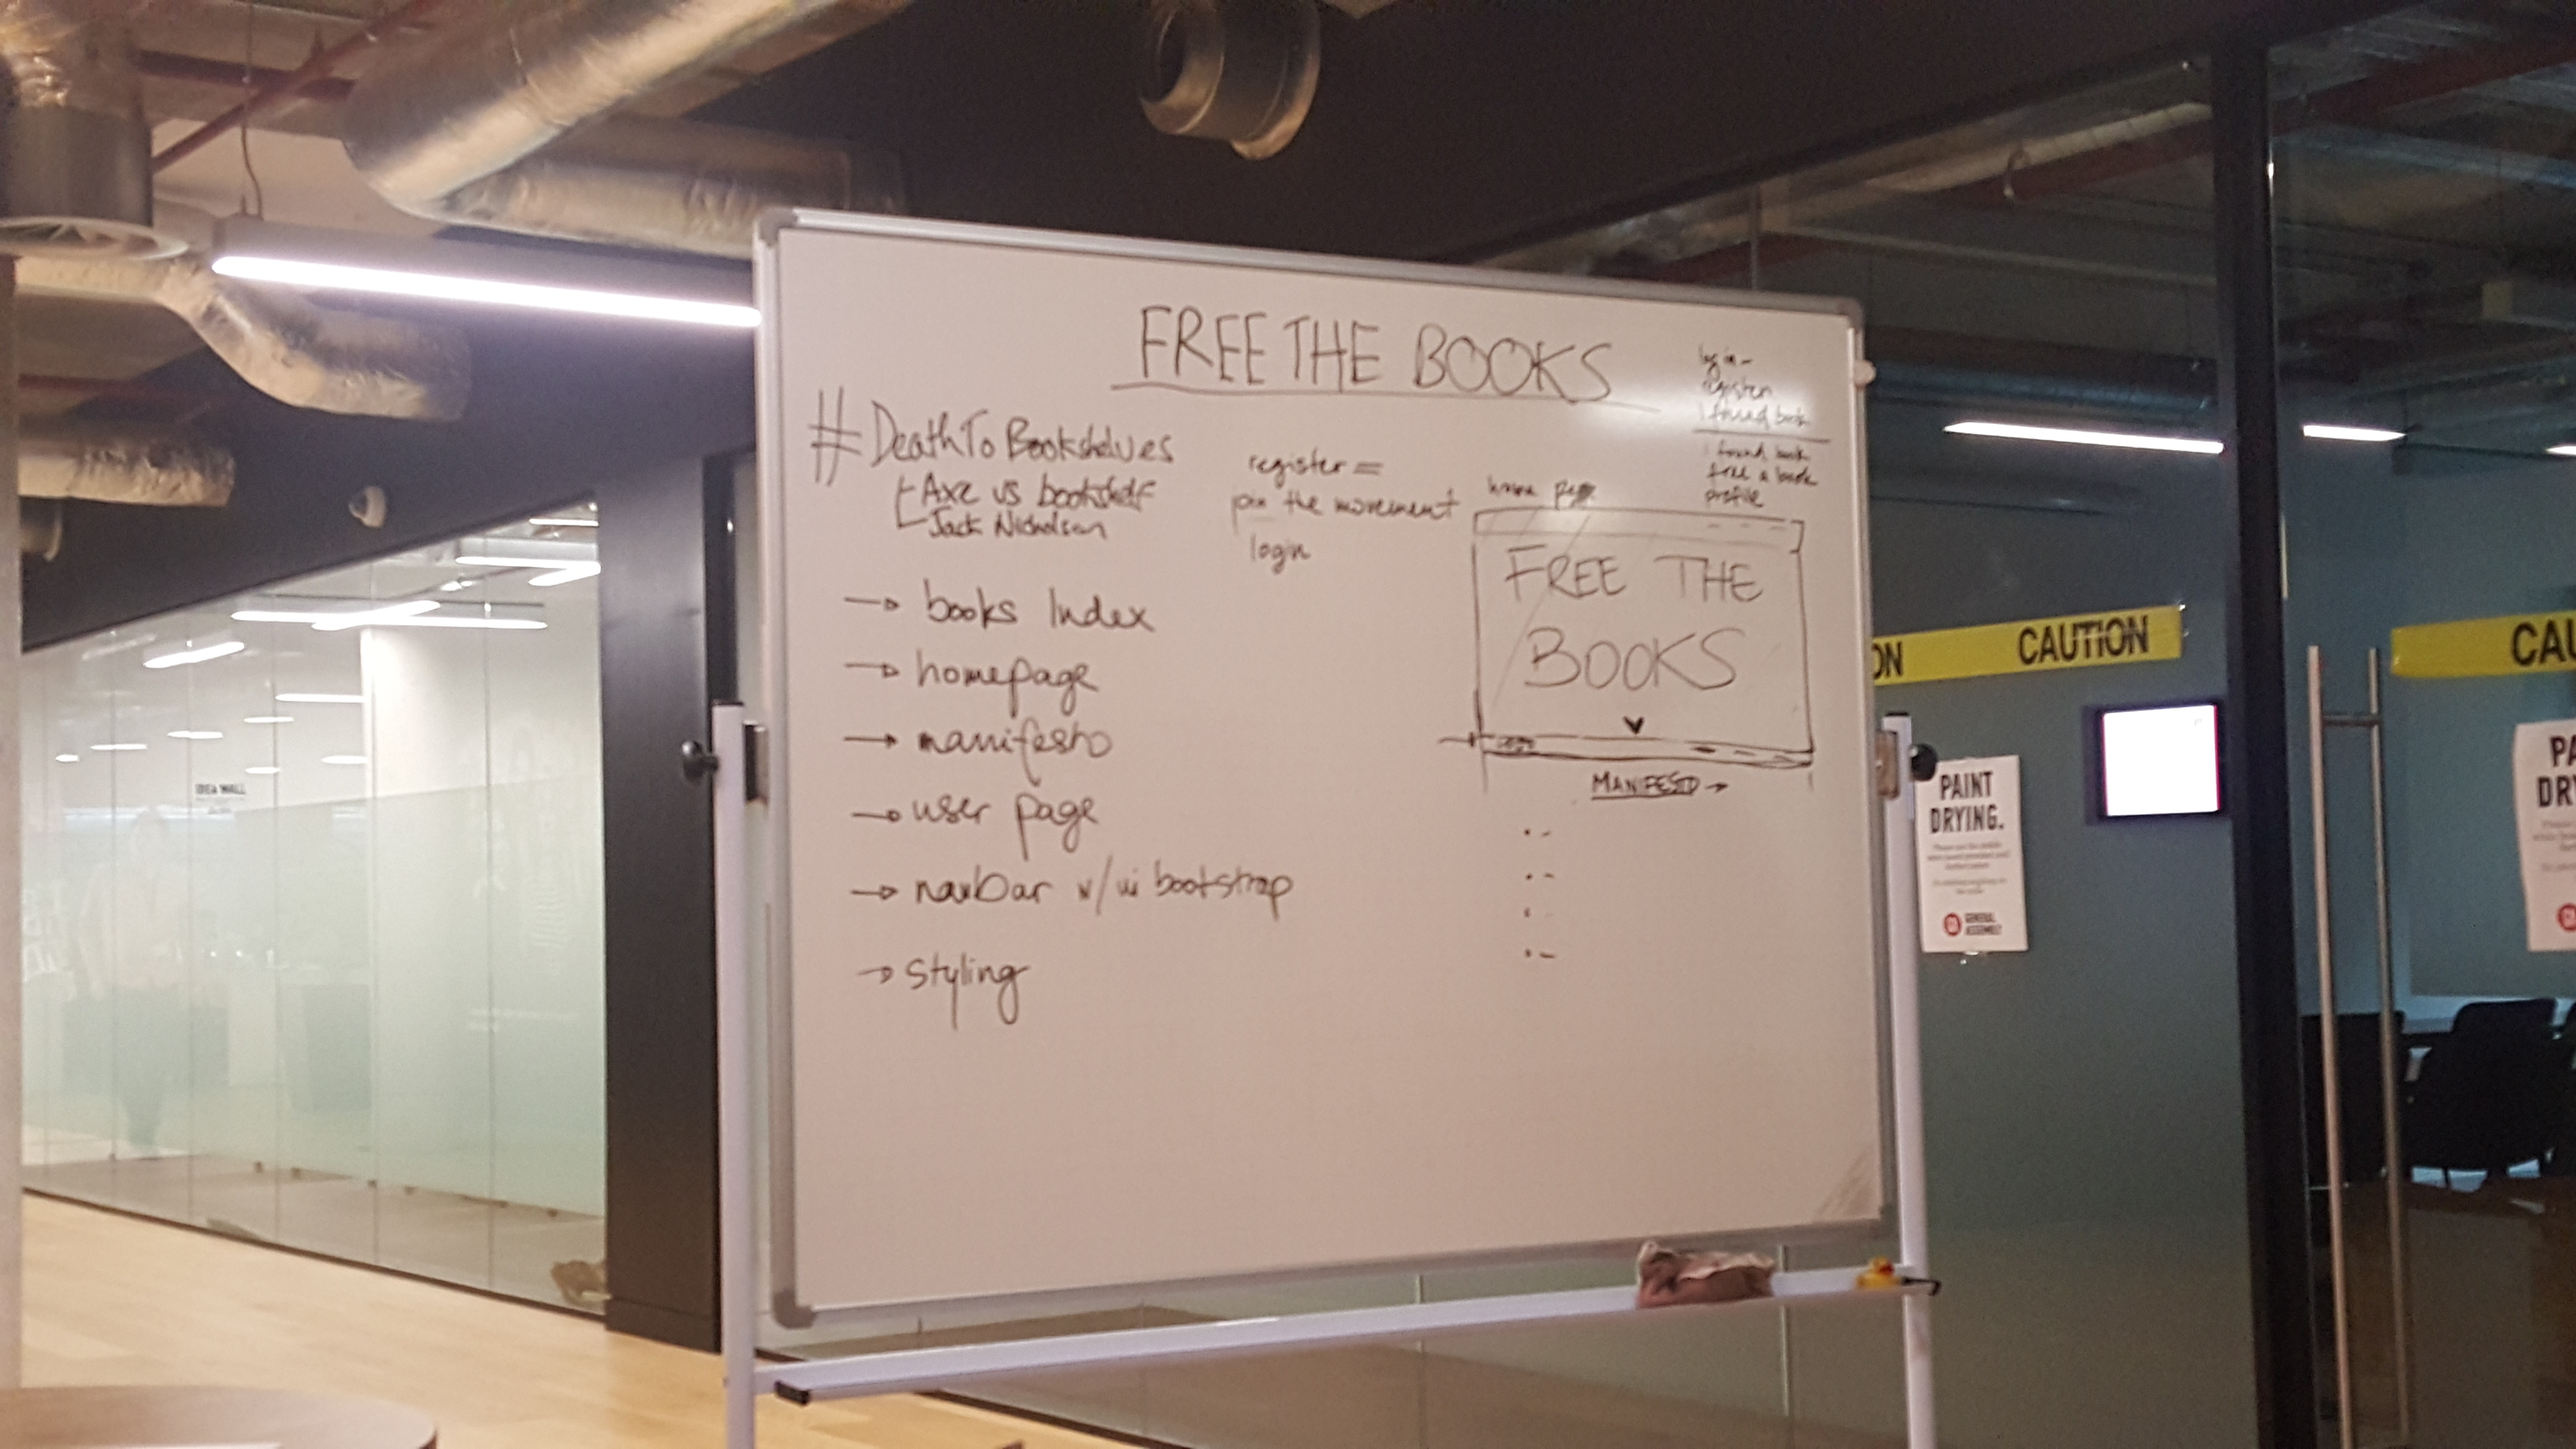 FREE THE BOOKS
#DeathToBookshelves
Axe vs bookshelf
Jack Nicholson
register =
join the movement
login
log in -
register
I found book
I found book
free a book
profile
home page
FREE THE
BOOKS
MANIFESTO →
→ books Index
→ homepage
→ manifesto
→ user page
→ navbar w/ ui bootstrap
→ styling
IDEA WALL
ON
CAUTION
CAU
PAINT
DRYING.
GENERAL
ASSEMBLY
PA
DR